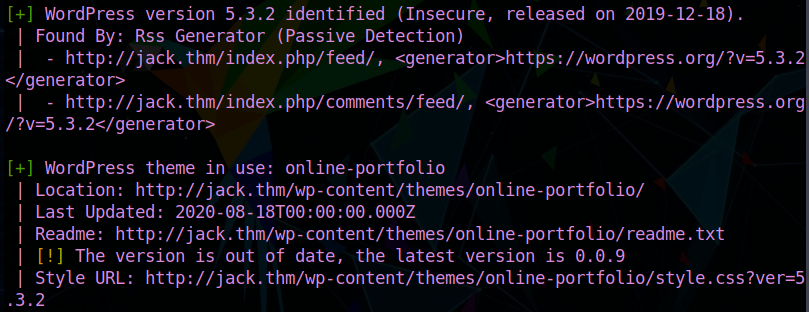 [+] WordPress version 5.3.2 identified (Insecure, released on 2019-12-18).
 | Found By: Rss Generator (Passive Detection)
 |  - http://jack.thm/index.php/feed/, <generator>https://wordpress.org/?v=5.3.2
</generator>
 |  - http://jack.thm/index.php/comments/feed/, <generator>https://wordpress.org
/?v=5.3.2</generator>

[+] WordPress theme in use: online-portfolio
 | Location: http://jack.thm/wp-content/themes/online-portfolio/
 | Last Updated: 2020-08-18T00:00:00.000Z
 | Readme: http://jack.thm/wp-content/themes/online-portfolio/readme.txt
 | [!] The version is out of date, the latest version is 0.0.9
 | Style URL: http://jack.thm/wp-content/themes/online-portfolio/style.css?ver=5
.3.2